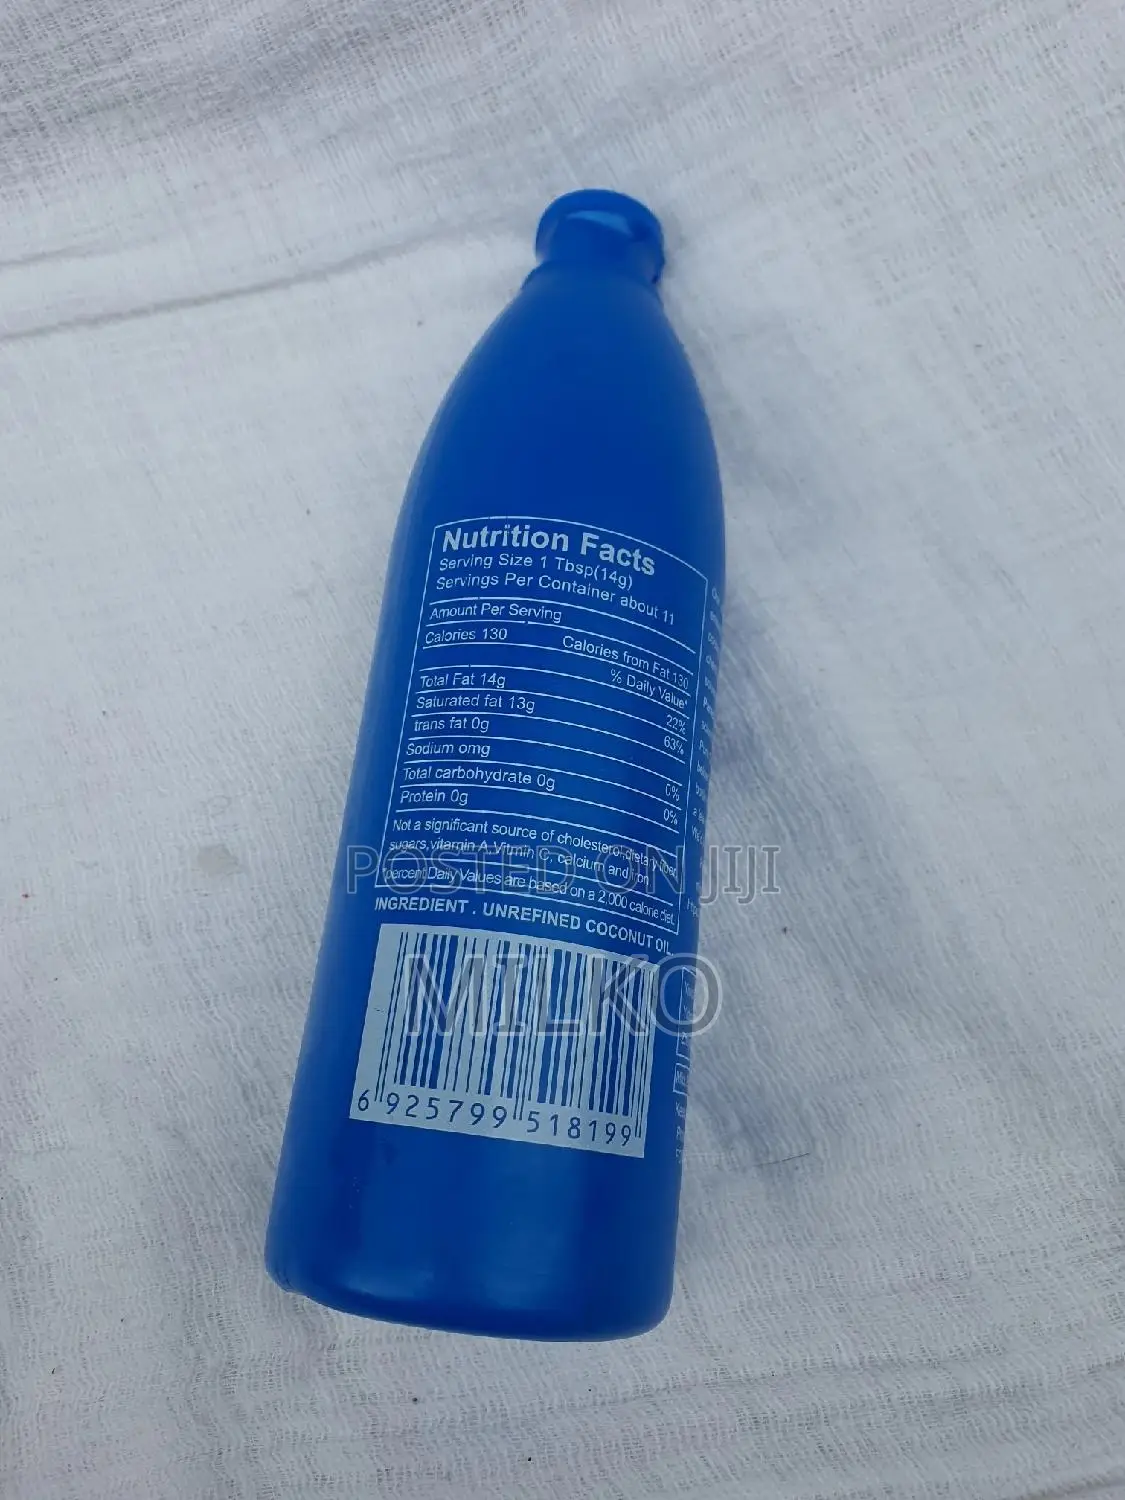 Nutrition Facts
Serving Size 1 Tbsp(14g)
Servings Per Container about 11
Amount Per Serving
Calories 130 Calories from Fat 130
% Daily Value*
Total Fat 14g 22%
Saturated fat 13g 63%
trans fat 0g
Sodium omg 0%
Total carbohydrate 0g 0%
Protein 0g
Not a significant source of cholesterol,dietary fiber,
sugars,vitamin A,Vitmin C, calcium and iron
*percent Daily Values are based on a 2,000 calorie diet.
INGREDIENT . UNREFINED COCONUT OIL
6 925799 518199
POSTED ON JIJI
MILKO